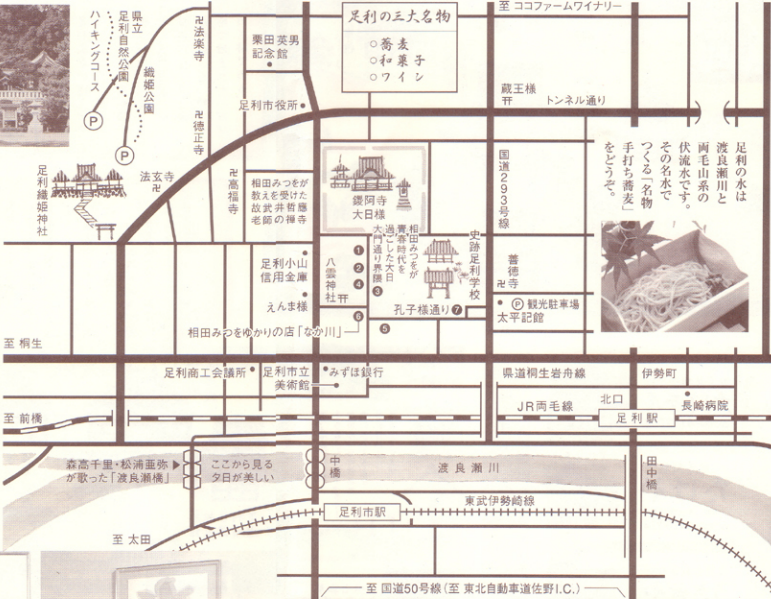 足利の三大名物
○蕎麦
○和菓子
○ワイン
至 ココファームワイナリー
県立
足利自然公園
ハイキングコース
織姫公園
卍法楽寺
栗田 英男
記念館
足利市役所
蔵王様
トンネル通り
P
P
卍徳正寺
法玄寺
卍
卍高福寺
相田みつをが
教えを受けた
故武井哲應
老師の禅寺
鑁阿寺
大日様
国道293号線
足利の水は
渡良瀬川と
両毛山系の
伏流水です。
その名水で
つくる「名物
手打ち蕎麦」
をどうぞ。
足利織姫神社
足利小山
信用金庫
えんま様
八雲神社
相田みつをが
青春時代を
過ごした大日
大門通り界隈
史跡足利学校
善徳寺
卍
❶
❷
❹
❸
❻
❺
孔子様通り❼
P 観光駐車場
太平記館
相田みつをゆかりの店「なか川」
至 桐生
足利商工会議所
足利市立
美術館
みずほ銀行
県道桐生岩舟線
伊勢町
至 前橋
JR両毛線
北口
足利駅
長崎病院
森高千里・松浦亜弥▶
が歌った「渡良瀬橋」
ここから見る
夕日が美しい
中橋
渡良瀬川
田中橋
東武伊勢崎線
足利市駅
至 太田
至 国道50号線(至 東北自動車道佐野I.C.)